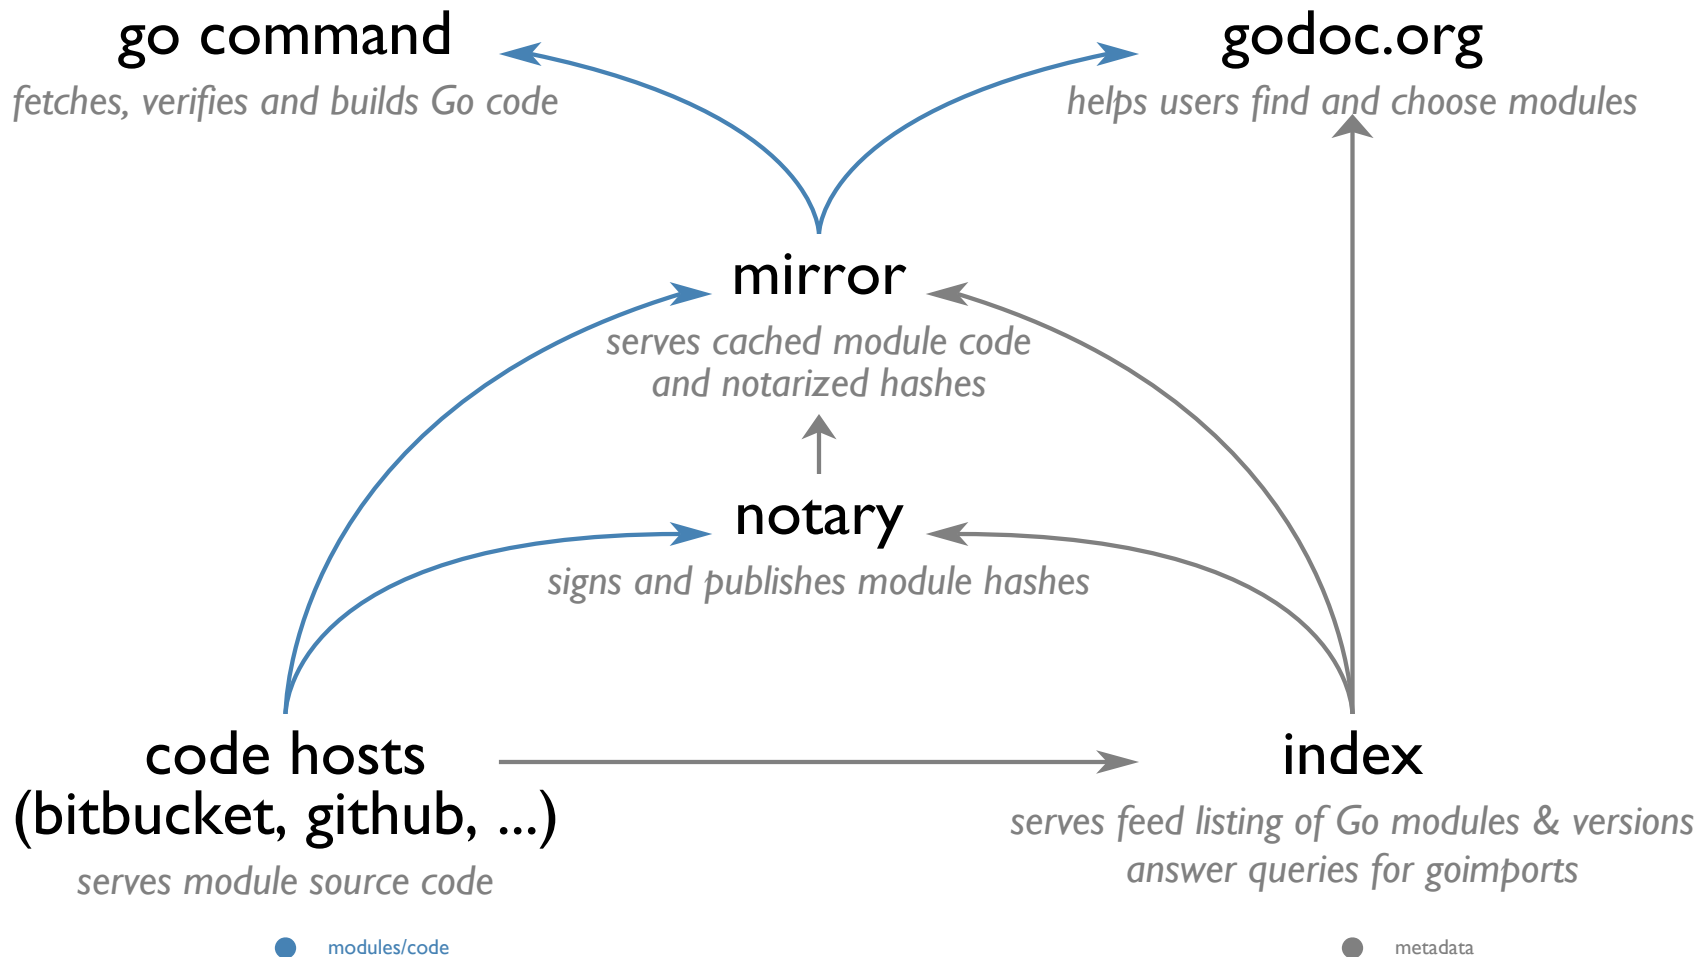 go command
fetches, verifies and builds Go code
godoc.org
helps users find and choose modules
mirror
serves cached module code
and notarized hashes
notary
signs and publishes module hashes
code hosts
(bitbucket, github, ...)
serves module source code
index
serves feed listing of Go modules & versions
answer queries for goimports
modules/code
metadata